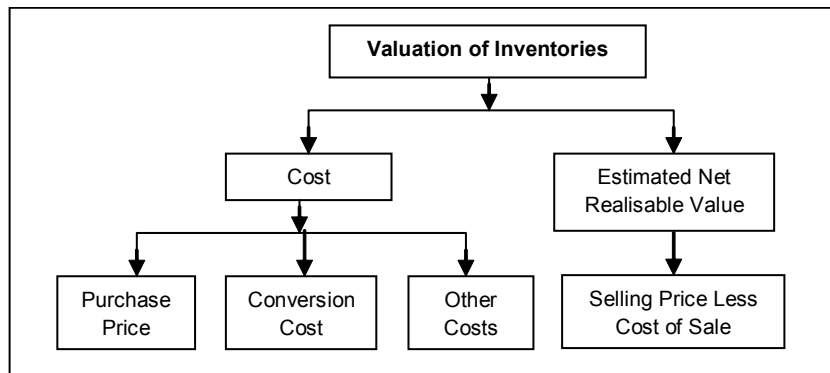 Valuation of Inventories
Cost
Estimated Net
Realisable Value
Purchase
Price
Conversion
Cost
Other
Costs
Selling Price Less
Cost of Sale